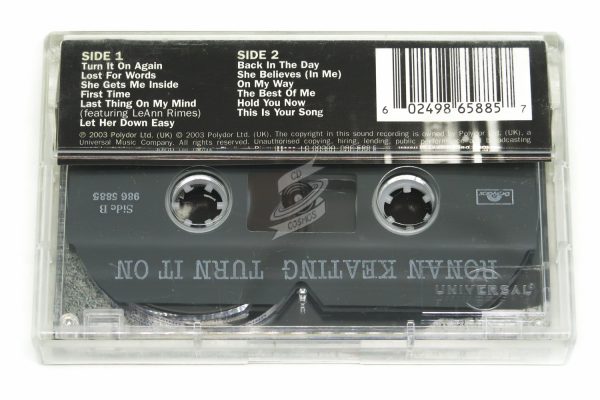 SIDE 1
Turn It On Again
Lost For Words
She Gets Me Inside
First Time
Last Thing On My Mind
(featuring LeAnn Rimes)
Let Her Down Easy
SIDE 2
Back In The Day
She Believes (In Me)
On My Way
The Best Of Me
Hold You Now
This Is Your Song
6 02498 65885 7
℗ 2003 Polydor Ltd. (UK) © 2003 Polydor Ltd. (UK). The copyright in this sound recording is owned by Polydor Ltd. (UK), a
Universal Music Company. All rights reserved. Unauthorised copying, hiring, lending, public performance and broadcasting
CD
COSMOS
Side B
986 5885
Polydor
RONAN KEATING TURN IT ON
UNIVERSAL